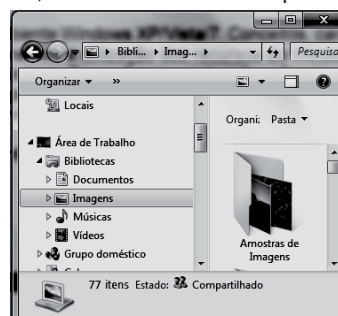 Bibli... Imag... Pesquisa
Organizar »
Locais
Organi: Pasta
Área de Trabalho
Bibliotecas
Documentos
Imagens
Músicas
Vídeos
Grupo doméstico
Amostras de
Imagens
77 itens Estado: Compartilhado